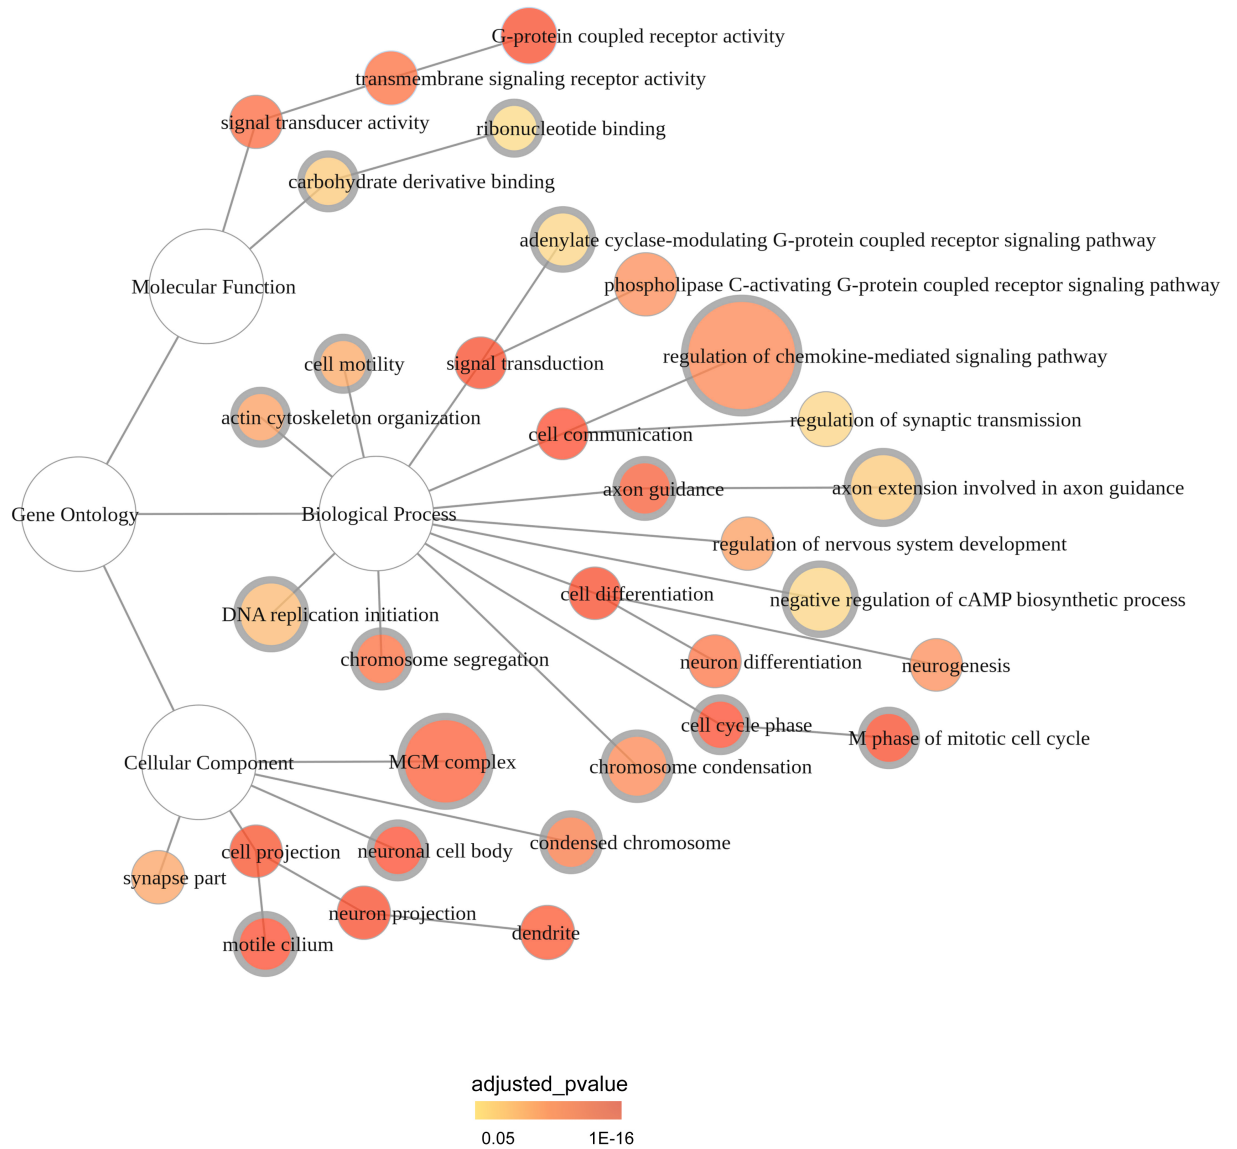 G-protein coupled receptor activity
transmembrane signaling receptor activity
signal transducer activity
ribonucleotide binding
carbohydrate derivative binding
adenylate cyclase-modulating G-protein coupled receptor signaling pathway
phospholipase C-activating G-protein coupled receptor signaling pathway
Molecular Function
regulation of chemokine-mediated signaling pathway
cell motility
signal transduction
actin cytoskeleton organization
regulation of synaptic transmission
cell communication
axon guidance
axon extension involved in axon guidance
Gene Ontology
Biological Process
regulation of nervous system development
cell differentiation
negative regulation of cAMP biosynthetic process
DNA replication initiation
chromosome segregation
neuron differentiation
neurogenesis
cell cycle phase
M phase of mitotic cell cycle
Cellular Component
MCM complex
chromosome condensation
condensed chromosome
cell projection
neuronal cell body
synapse part
neuron projection
dendrite
motile cilium
adjusted_pvalue
0.05
1E-16